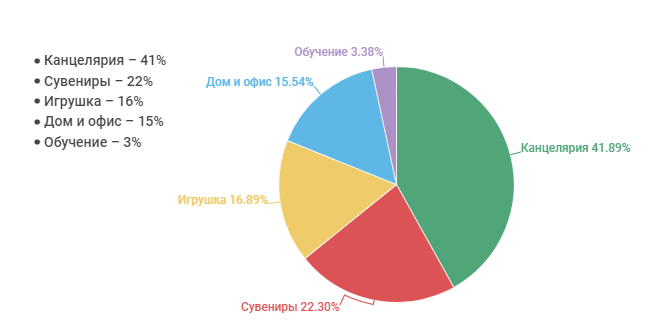 • Канцелярия – 41%
• Сувениры – 22%
• Игрушка – 16%
• Дом и офис – 15%
• Обучение – 3%
Обучение 3.38%
Дом и офис 15.54%
Канцелярия 41.89%
Игрушка 16.89%
Сувениры 22.30%